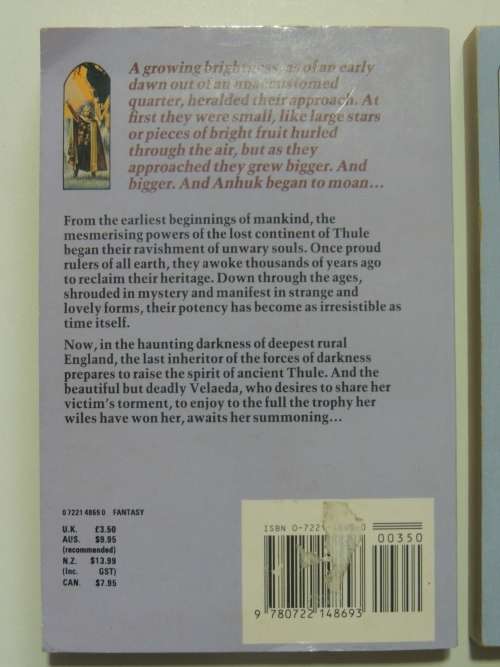 A growing brightness, as of an early
dawn out of an unaccustomed
quarter, heralded their approach. At
first they were small, like large stars
or pieces of bright fruit hurled
through the air, but as they
approached they grew bigger. And
bigger. And Anhuk began to moan...
From the earliest beginnings of mankind, the
mesmerising powers of the lost continent of Thule
began their ravishment of unwary souls. Once proud
rulers of all earth, they awoke thousands of years ago
to reclaim their heritage. Down through the ages,
shrouded in mystery and manifest in strange and
lovely forms, their potency has become as irresistible as
time itself.
Now, in the haunting darkness of deepest rural
England, the last inheritor of the forces of darkness
prepares to raise the spirit of ancient Thule. And the
beautiful but deadly Velaeda, who desires to share her
victim's torment, to enjoy to the full the trophy her
wiles have won her, awaits her summoning...
0 7221 4869 0 FANTASY
U.K. £3.50
AUS. $9.95
(recommended)
N.Z. $13.99
(inc. GST)
CAN. $7.95
ISBN 0-7221-4869-0
00350
9 780722 148693